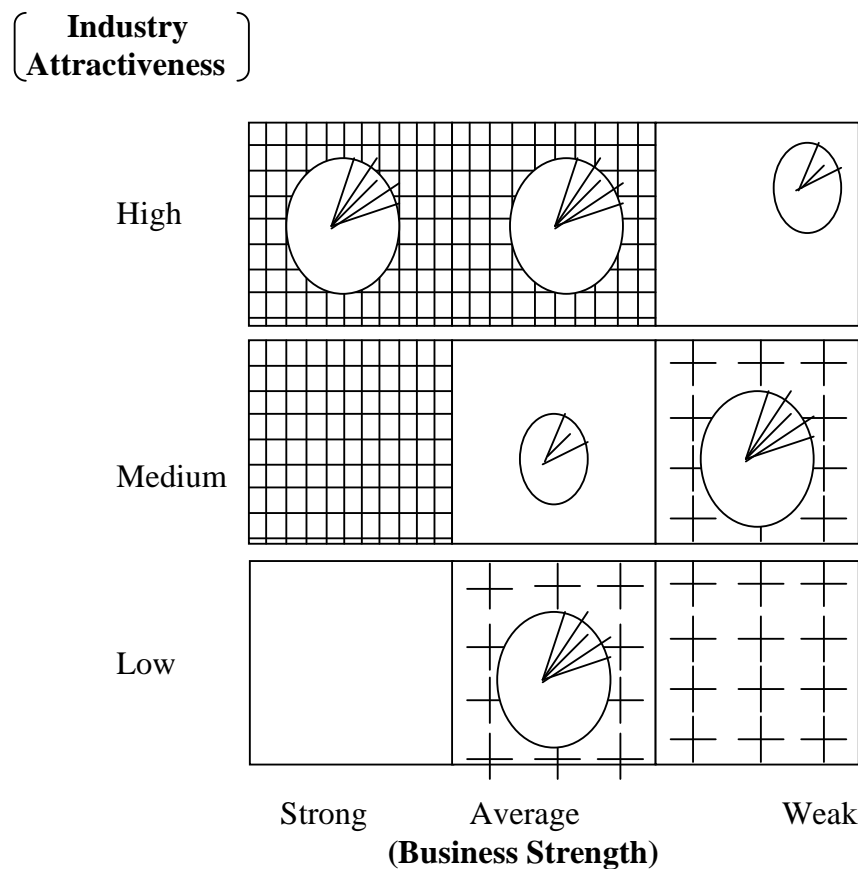 Industry
Attractiveness
High
Medium
Low
Strong Average Weak
(Business Strength)